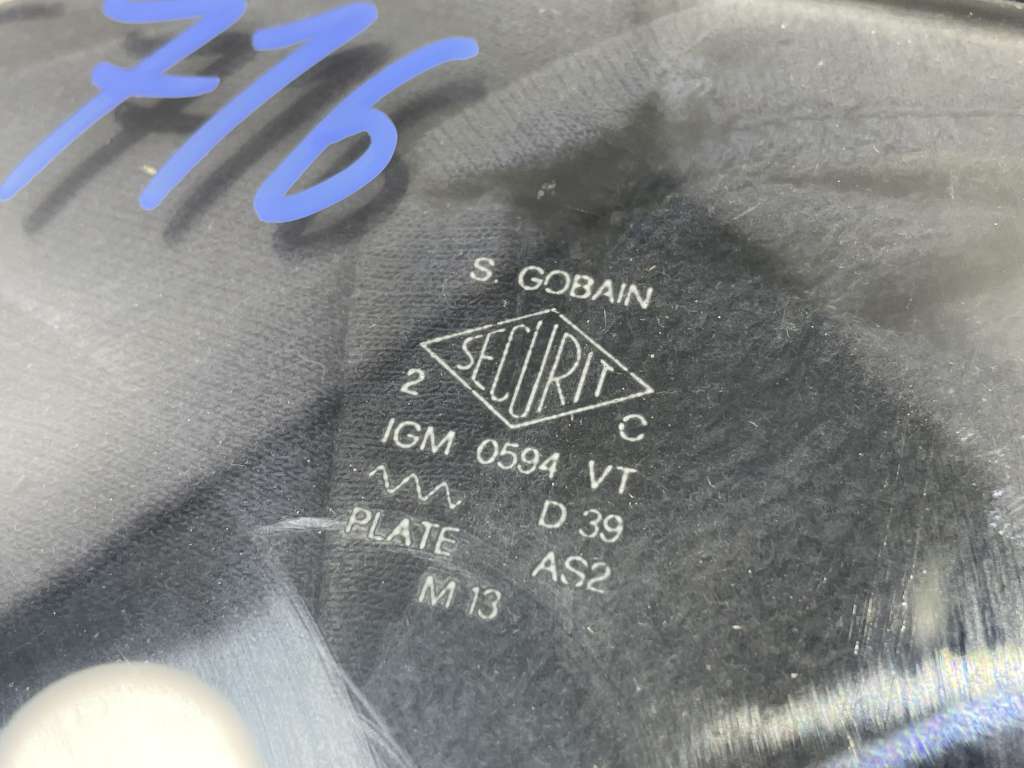 716
S. GOBAIN
SECURIT
2 C
IGM 0594 VT
D 39
PLATE AS2
M 13